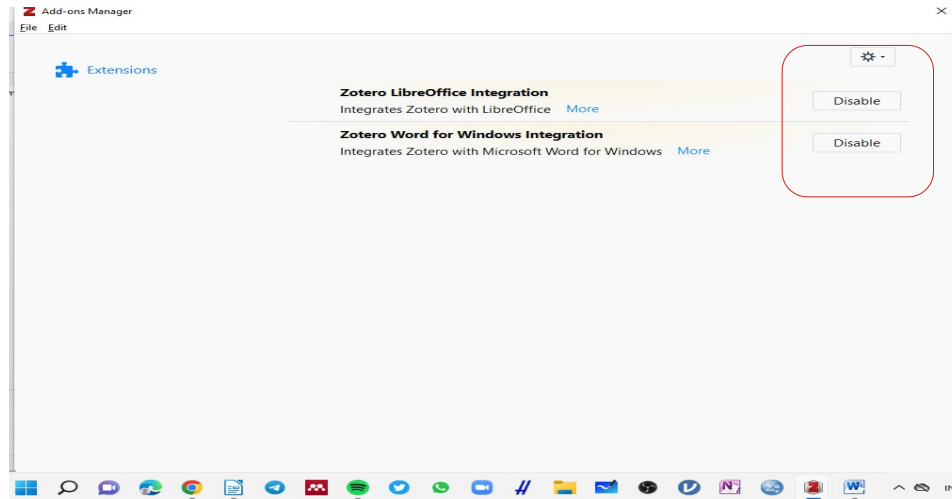 Add-ons Manager
File Edit
Extensions
Zotero LibreOffice Integration
Integrates Zotero with LibreOffice More
Disable
Zotero Word for Windows Integration
Integrates Zotero with Microsoft Word for Windows More
Disable